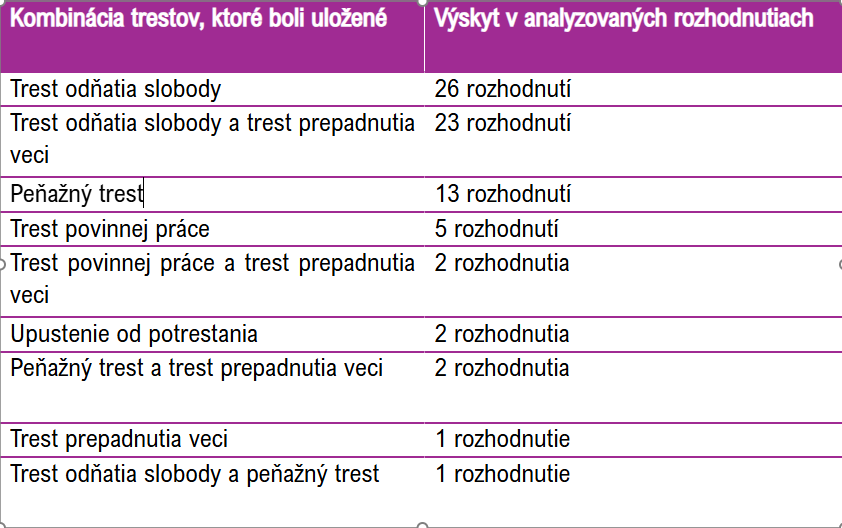 Kombinácia trestov, ktoré boli uložené
Výskyt v analyzovaných rozhodnutiach
Trest odňatia slobody
26 rozhodnutí
Trest odňatia slobody a trest prepadnutia
veci
23 rozhodnutí
Peňažný trest
13 rozhodnutí
Trest povinnej práce
5 rozhodnutí
Trest povinnej práce a trest prepadnutia
veci
2 rozhodnutia
Upustenie od potrestania
2 rozhodnutia
Peňažný trest a trest prepadnutia veci
2 rozhodnutia
Trest prepadnutia veci
1 rozhodnutie
Trest odňatia slobody a peňažný trest
1 rozhodnutie